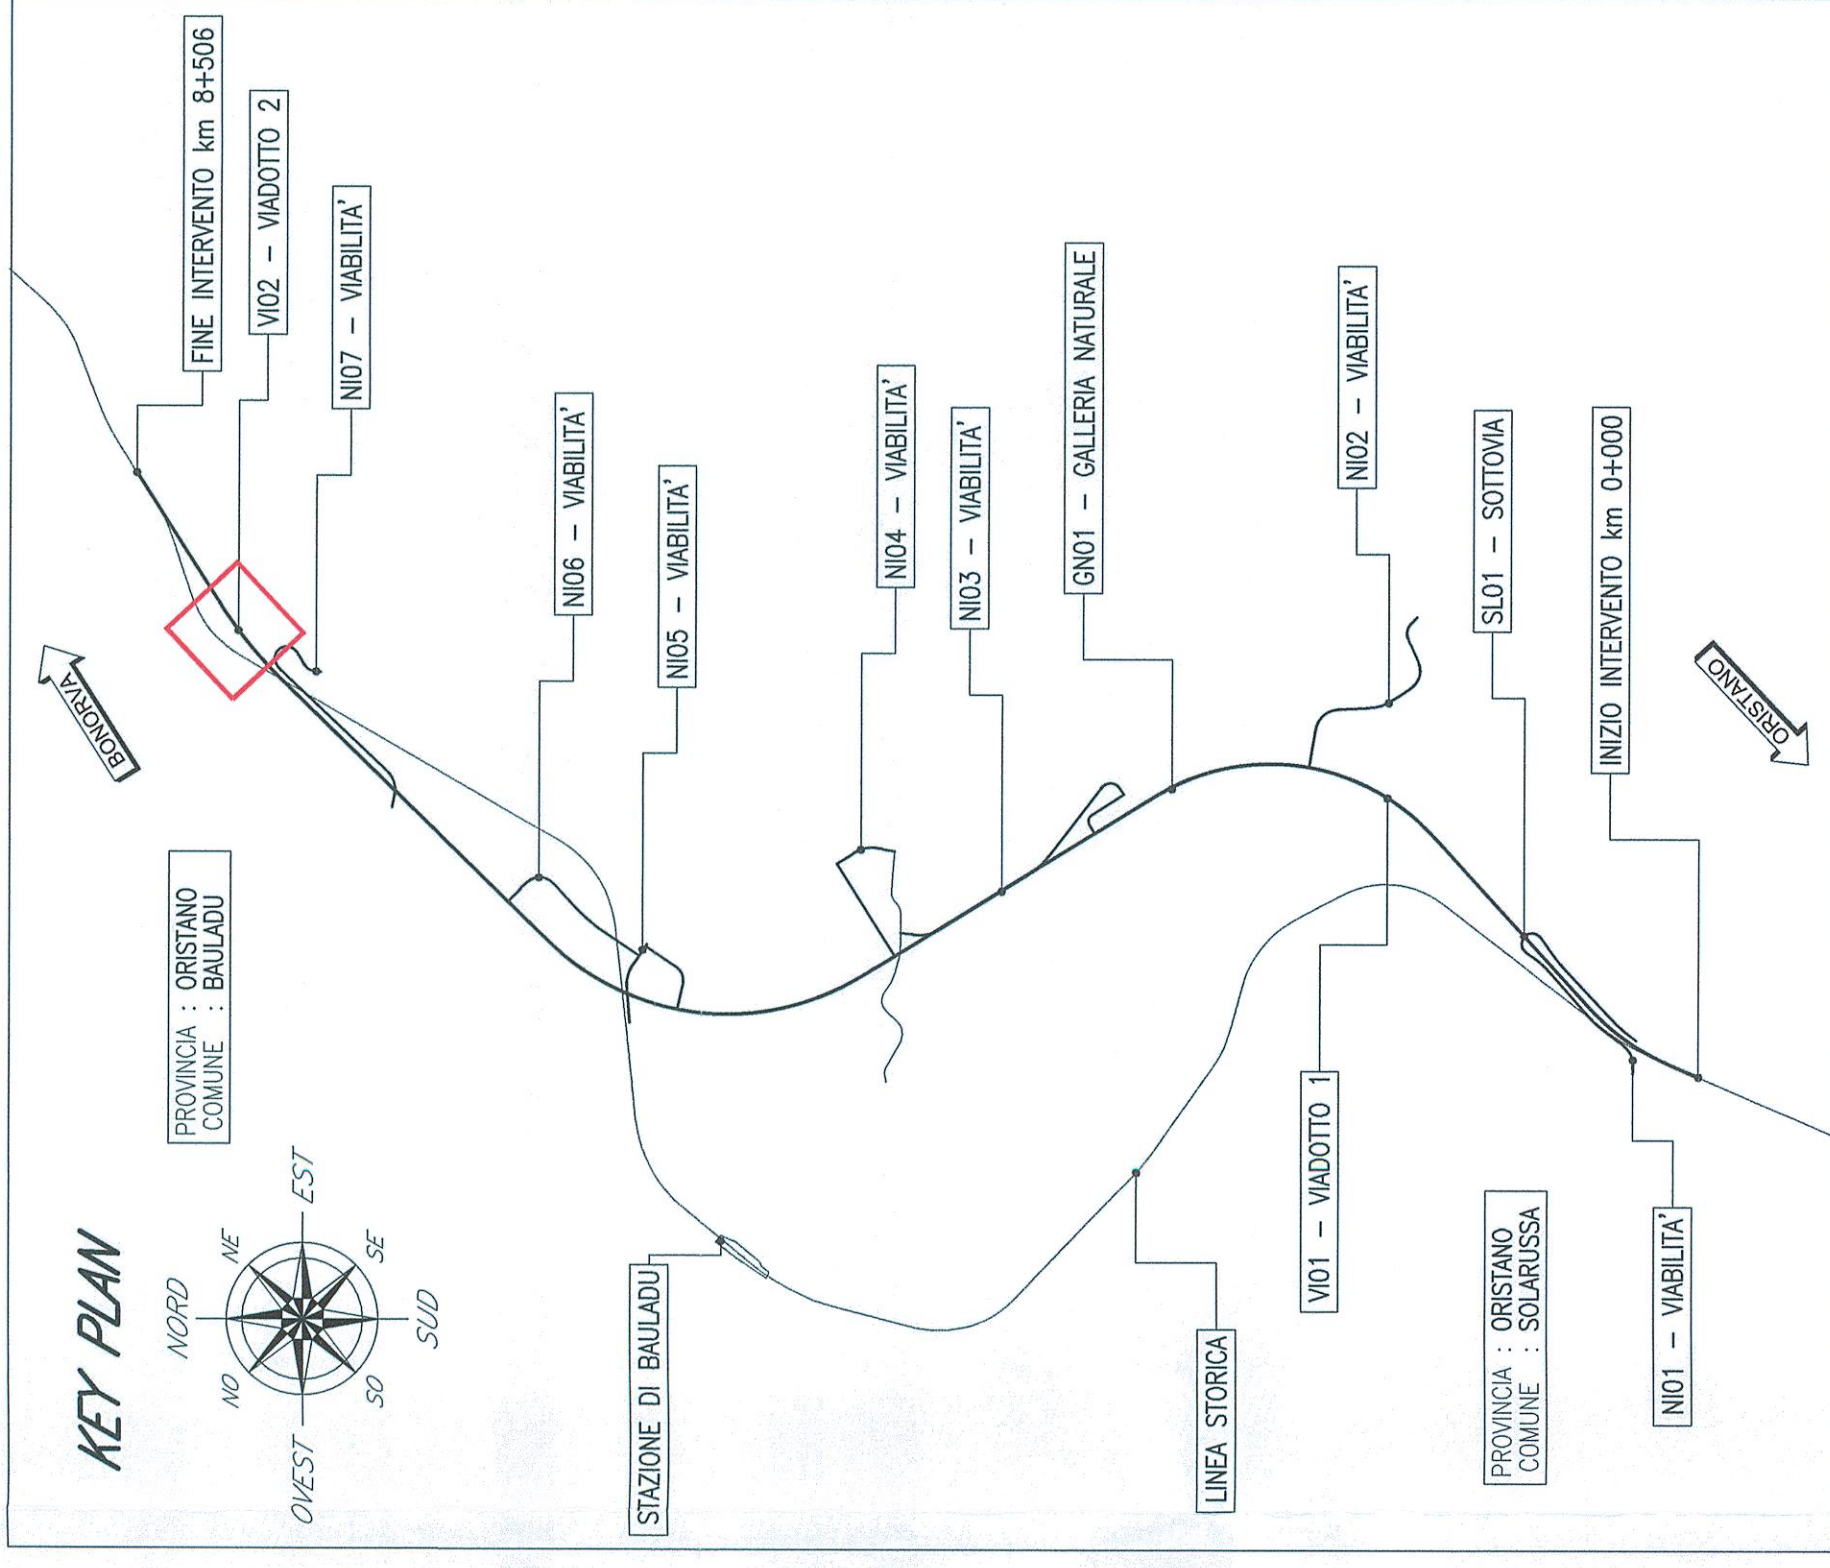 KEY PLAN
NORD
NO
NE
OVEST
EST
SO
SE
SUD
PROVINCIA : ORISTANO
COMUNE : BAULADU
BONORVA
FINE INTERVENTO km 8+506
VI02 - VIADOTTO 2
NI07 - VIABILITA'
NI06 - VIABILITA'
NI05 - VIABILITA'
STAZIONE DI BAULADU
NI04 - VIABILITA'
NI03 - VIABILITA'
GN01 - GALLERIA NATURALE
LINEA STORICA
NI02 - VIABILITA'
VI01 - VIADOTTO 1
SL01 - SOTTOVIA
INIZIO INTERVENTO km 0+000
PROVINCIA : ORISTANO
COMUNE : SOLARUSSA
NI01 - VIABILITA'
ORISTANO